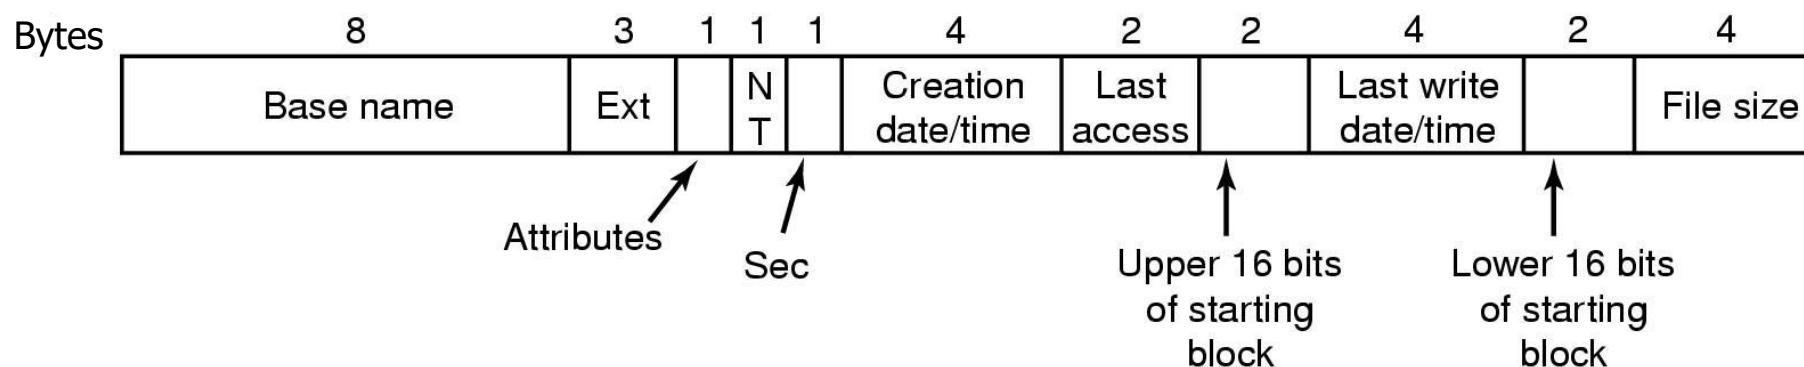 Bytes 8 3 1 1 1 4 2 2 4 2 4
Base name Ext N T Creation date/time Last access Last write date/time File size
Attributes
Sec
Upper 16 bits of starting block
Lower 16 bits of starting block